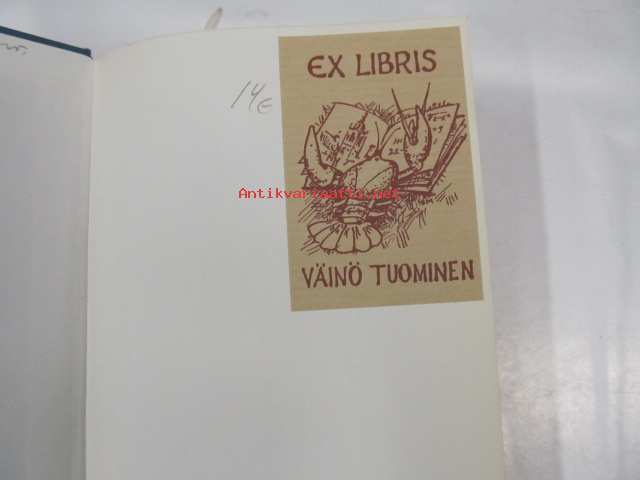 EX LIBRIS
14€
Antikvariaatti.net
VÄINÖ TUOMINEN